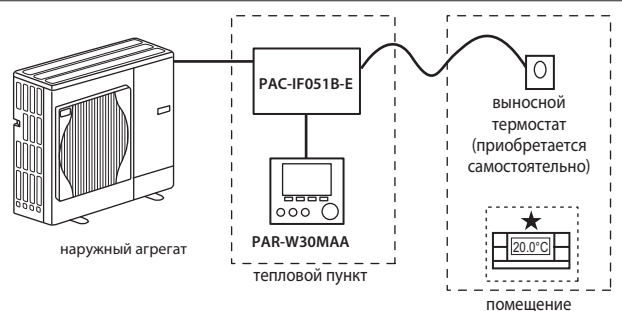 PAC-IF051B-E
выносной
термостат
(приобретается
самостоятельно)
наружный агрегат
PAR-W30MAA
20.0°C
тепловой пункт
помещение